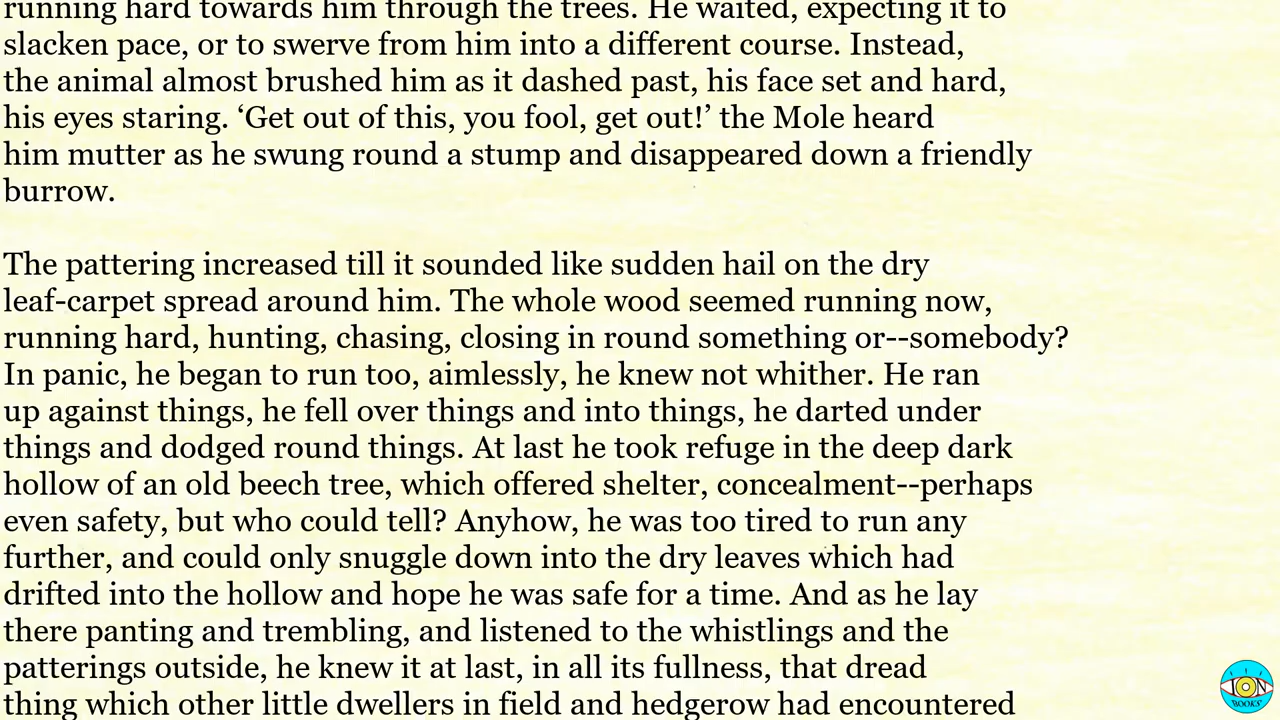 running hard towards him through the trees. He waited, expecting it to
slacken pace, or to swerve from him into a different course. Instead,
the animal almost brushed him as it dashed past, his face set and hard,
his eyes staring. ‘Get out of this, you fool, get out!’ the Mole heard
him mutter as he swung round a stump and disappeared down a friendly
burrow.
The pattering increased till it sounded like sudden hail on the dry
leaf-carpet spread around him. The whole wood seemed running now,
running hard, hunting, chasing, closing in round something or--somebody?
In panic, he began to run too, aimlessly, he knew not whither. He ran
up against things, he fell over things and into things, he darted under
things and dodged round things. At last he took refuge in the deep dark
hollow of an old beech tree, which offered shelter, concealment--perhaps
even safety, but who could tell? Anyhow, he was too tired to run any
further, and could only snuggle down into the dry leaves which had
drifted into the hollow and hope he was safe for a time. And as he lay
there panting and trembling, and listened to the whistlings and the
patterings outside, he knew it at last, in all its fullness, that dread
thing which other little dwellers in field and hedgerow had encountered
ION
BOOKS